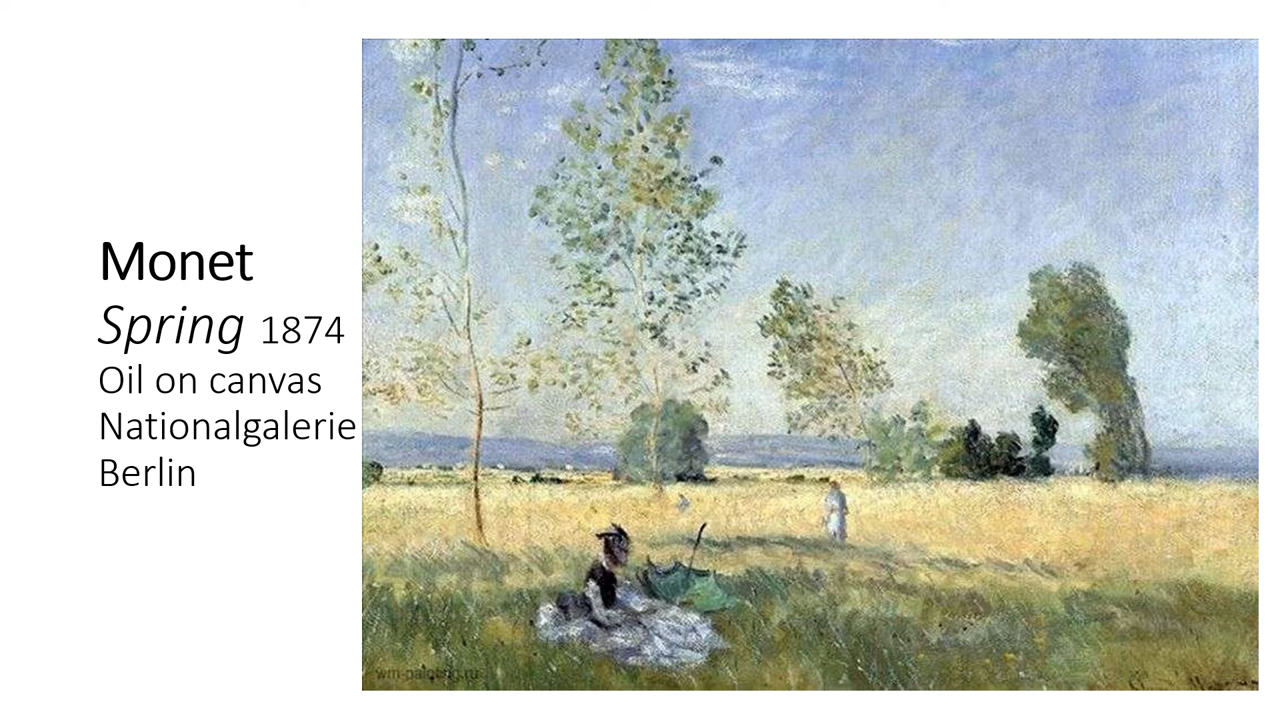 Monet
Spring 1874
Oil on canvas
Nationalgalerie
Berlin